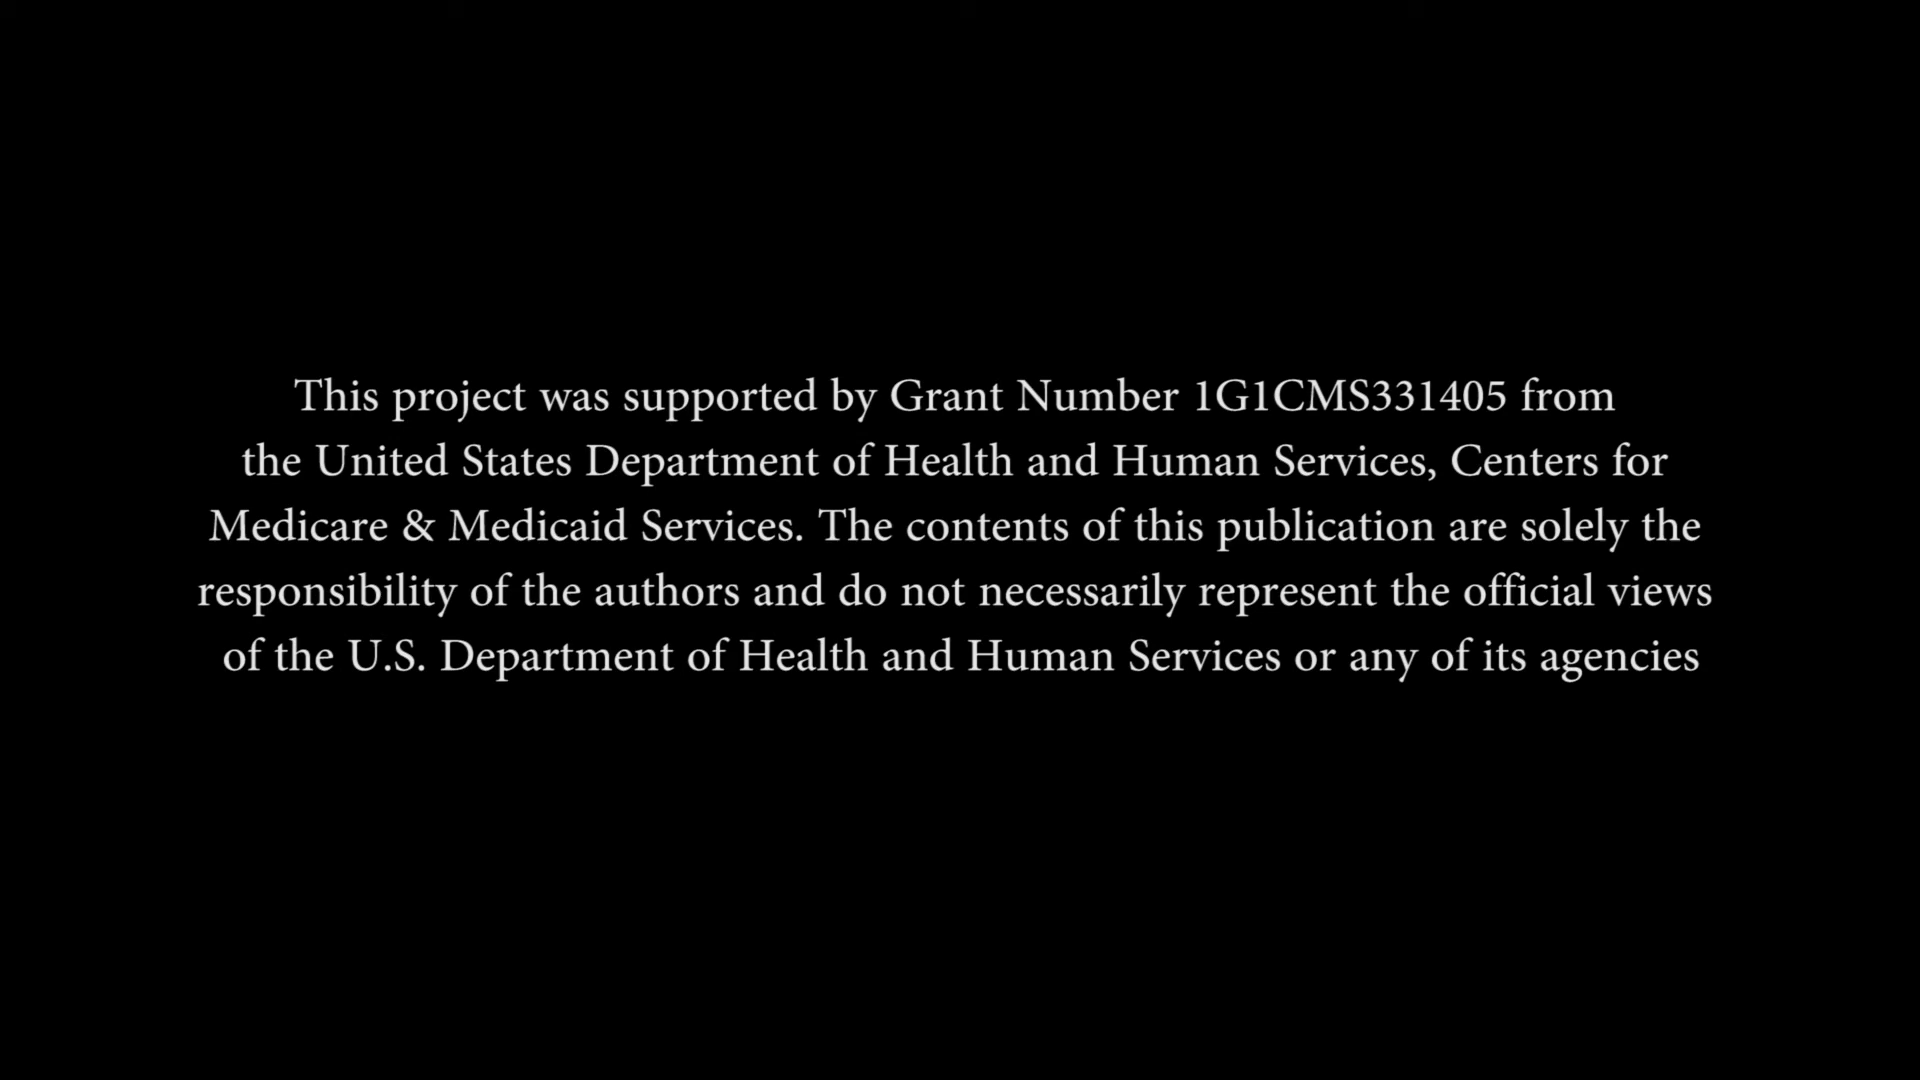 This project was supported by Grant Number 1G1CMS331405 from
the United States Department of Health and Human Services, Centers for
Medicare & Medicaid Services. The contents of this publication are solely the
responsibility of the authors and do not necessarily represent the official views
of the U.S. Department of Health and Human Services or any of its agencies